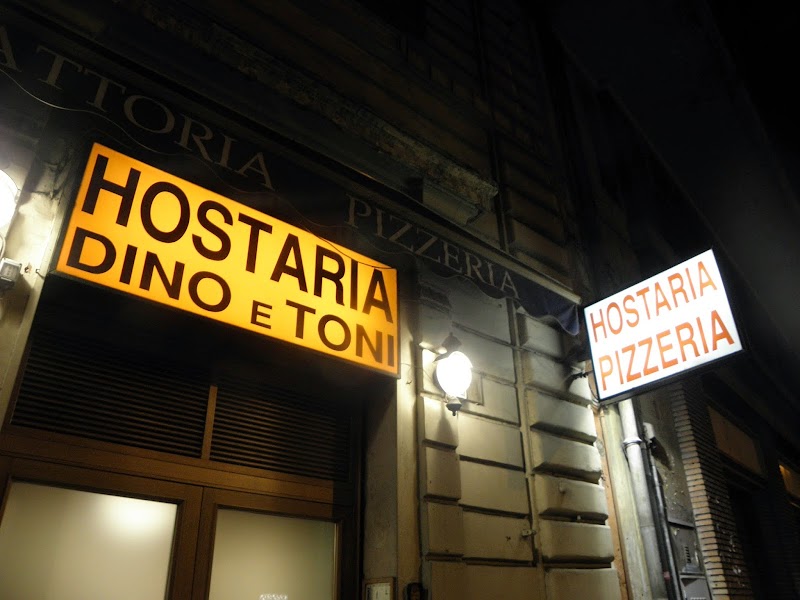 ATTORIA PIZZERIA
HOSTARIA
DINO E TONI
HOSTARIA
PIZZERIA